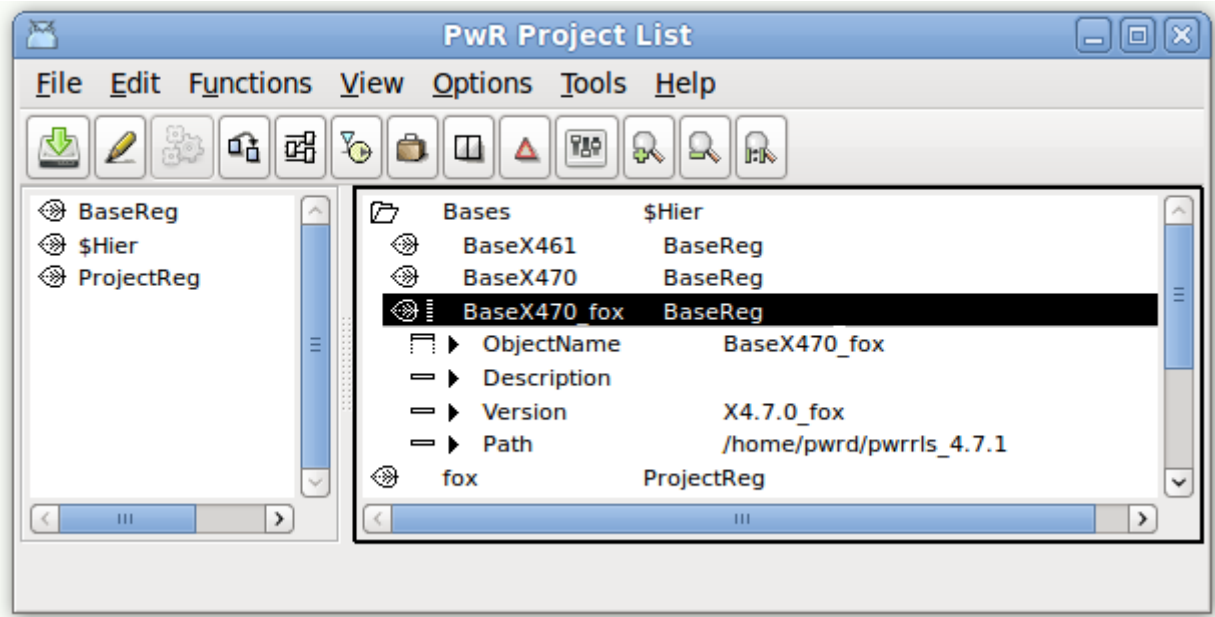 PwR Project List
File Edit Functions View Options Tools Help
BaseReg
$Hier
ProjectReg
Bases $Hier
BaseX461 BaseReg
BaseX470 BaseReg
BaseX470_fox BaseReg
ObjectName BaseX470_fox
Description
Version X4.7.0_fox
Path /home/pwrd/pwrrls_4.7.1
fox ProjectReg